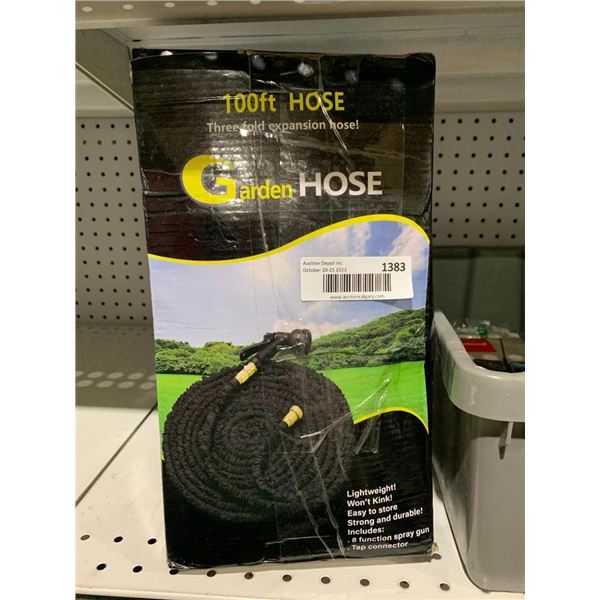 100ft HOSE
Three fold expansion hose!
Garden HOSE
Auction Depot Inc
October 20-25 2023
1383
www.auctioncalgary.com
Lightweight!
Won't Kink!
Easy to store
Strong and durable!
Includes:
· 8 function spray gun
· Tap connector